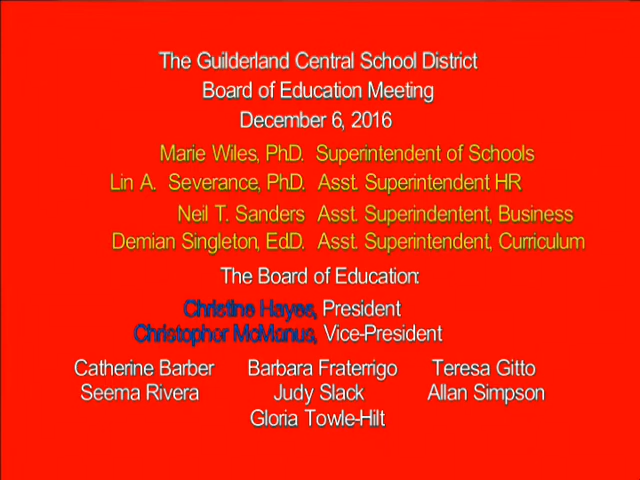 The Guilderland Central School District
Board of Education Meeting
December 6, 2016
Marie Wiles, PhD. Superintendent of Schools
Lin A. Severance, PhD. Asst. Superintendent HR
Neil T. Sanders Asst. Superindentent, Business
Demian Singleton, Ed.D. Asst. Superintendent, Curriculum
The Board of Education:
Christine Hayes, President
Christopher McManus, Vice-President
Catherine Barber Barbara Fraterrigo Teresa Gitto
Seema Rivera Judy Slack Allan Simpson
Gloria Towle-Hilt